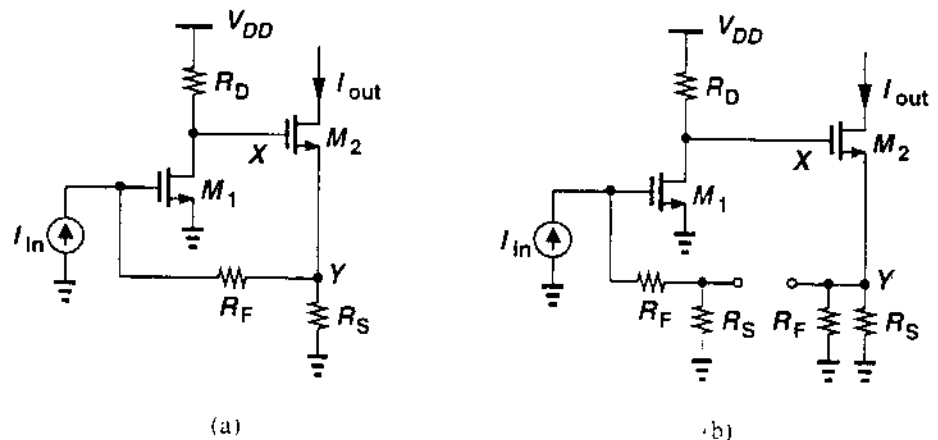 V_DD
R_D
I_out
X
M_2
M_1
I_in
R_F
Y
R_S
(a)
V_DD
R_D
I_out
X
M_2
M_1
I_in
R_F
R_S
R_F
Y
R_S
(b)